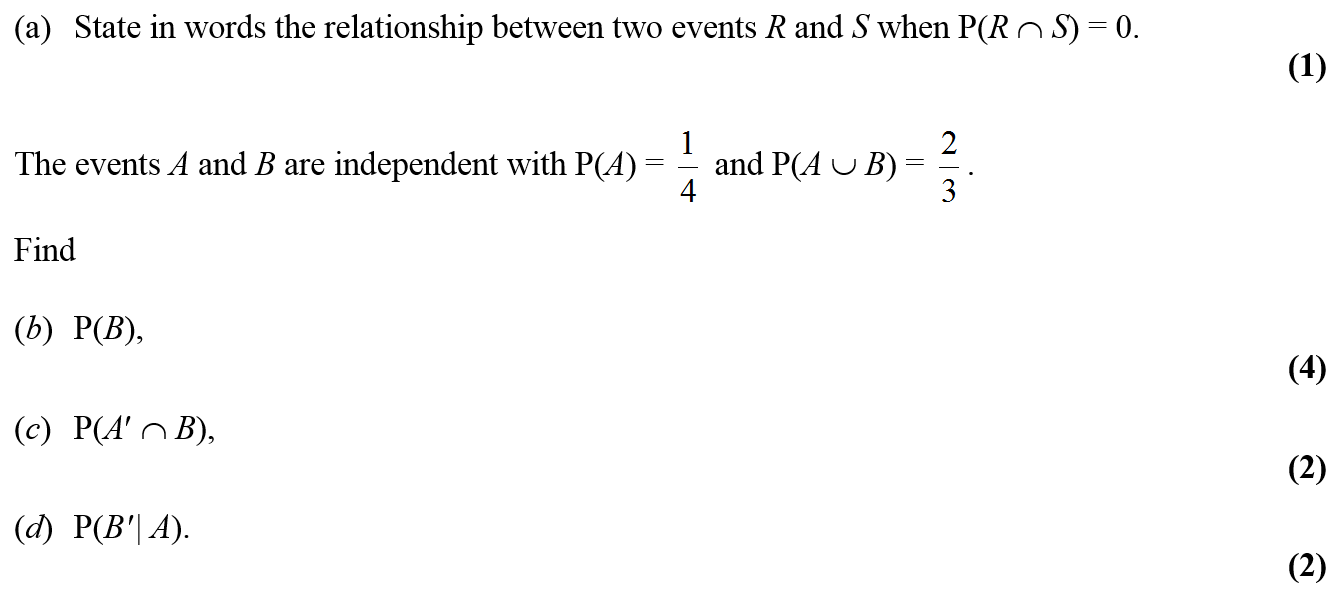 (a) State in words the relationship between two events R and S when P(R ∩ S) = 0.
(1)
The events A and B are independent with P(A) = 1/4 and P(A ∪ B) = 2/3.
Find
(b) P(B),
(4)
(c) P(A′ ∩ B),
(2)
(d) P(B′| A).
(2)